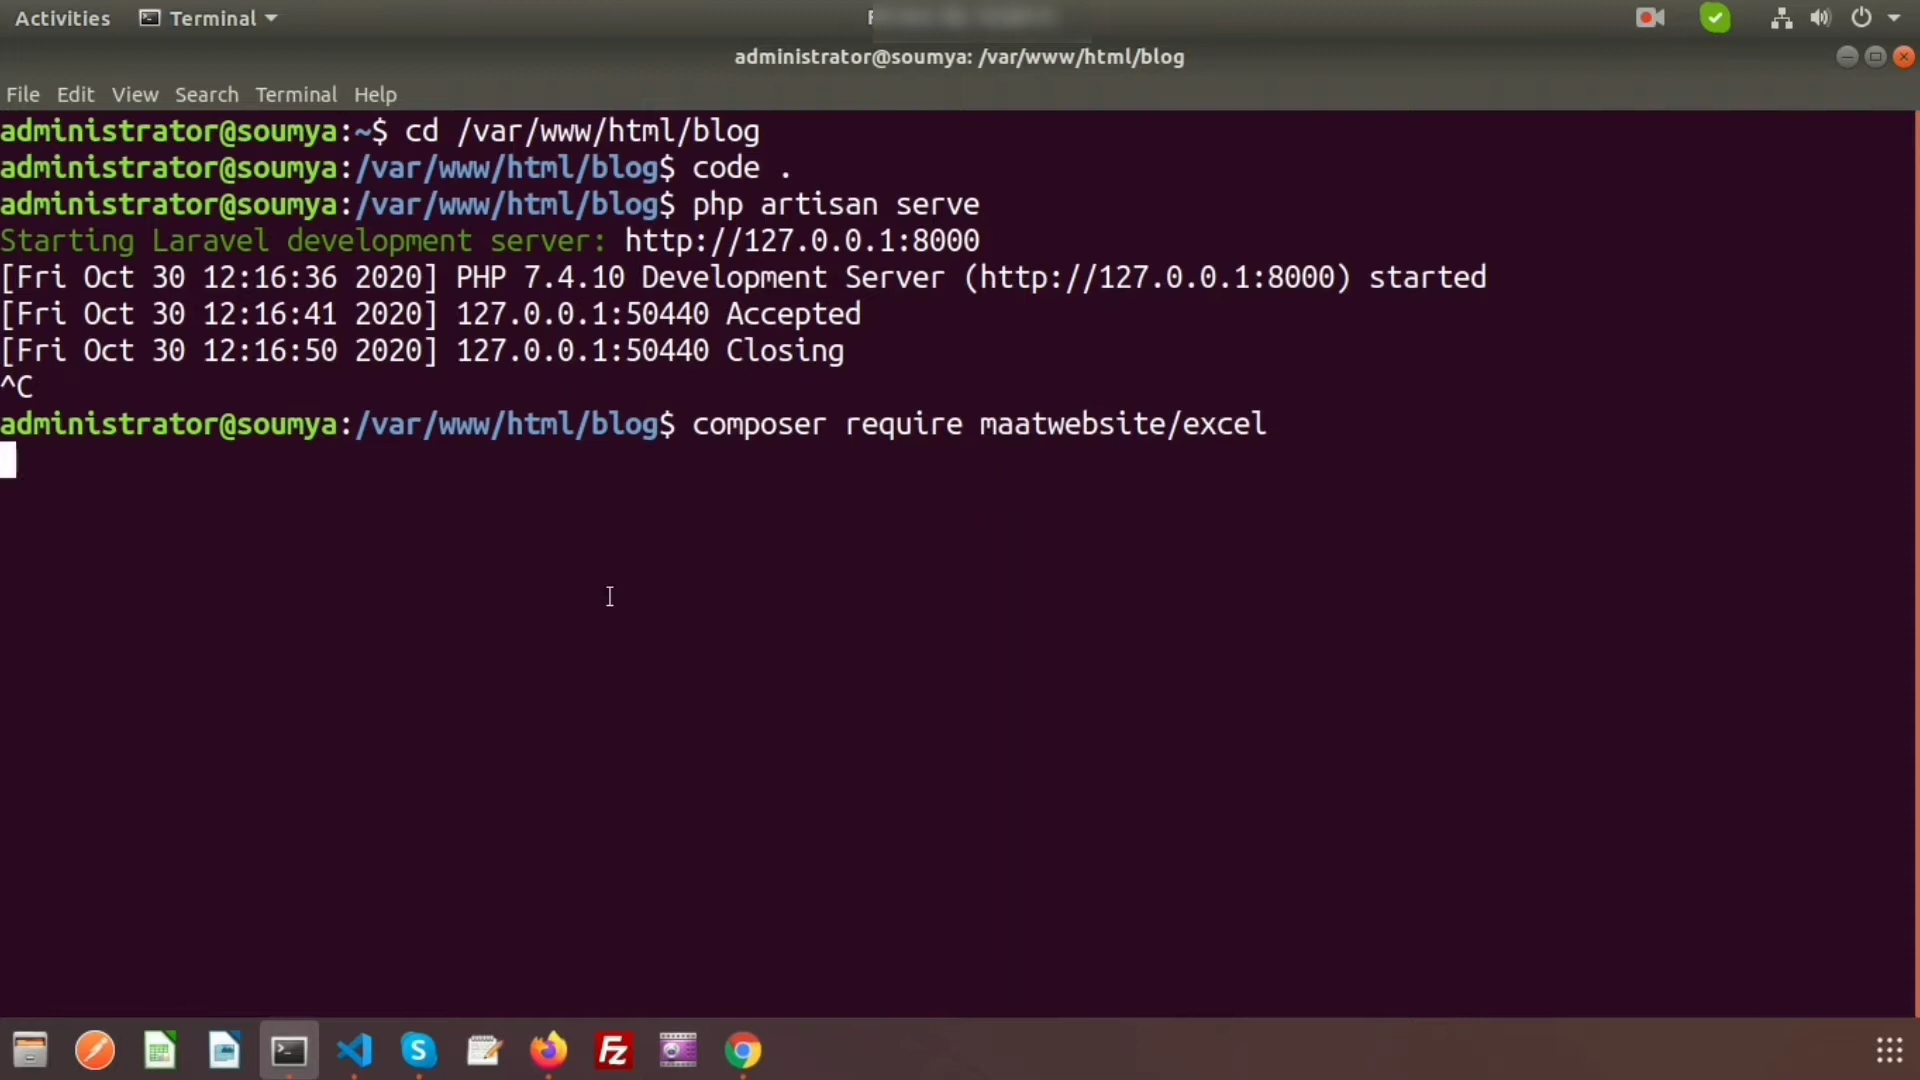 Activities Terminal
administrator@soumya: /var/www/html/blog
File Edit View Search Terminal Help
administrator@soumya:~$ cd /var/www/html/blog
administrator@soumya:/var/www/html/blog$ code .
administrator@soumya:/var/www/html/blog$ php artisan serve
Starting Laravel development server: http://127.0.0.1:8000
[Fri Oct 30 12:16:36 2020] PHP 7.4.10 Development Server (http://127.0.0.1:8000) started
[Fri Oct 30 12:16:41 2020] 127.0.0.1:50440 Accepted
[Fri Oct 30 12:16:50 2020] 127.0.0.1:50440 Closing
^C
administrator@soumya:/var/www/html/blog$ composer require maatwebsite/excel